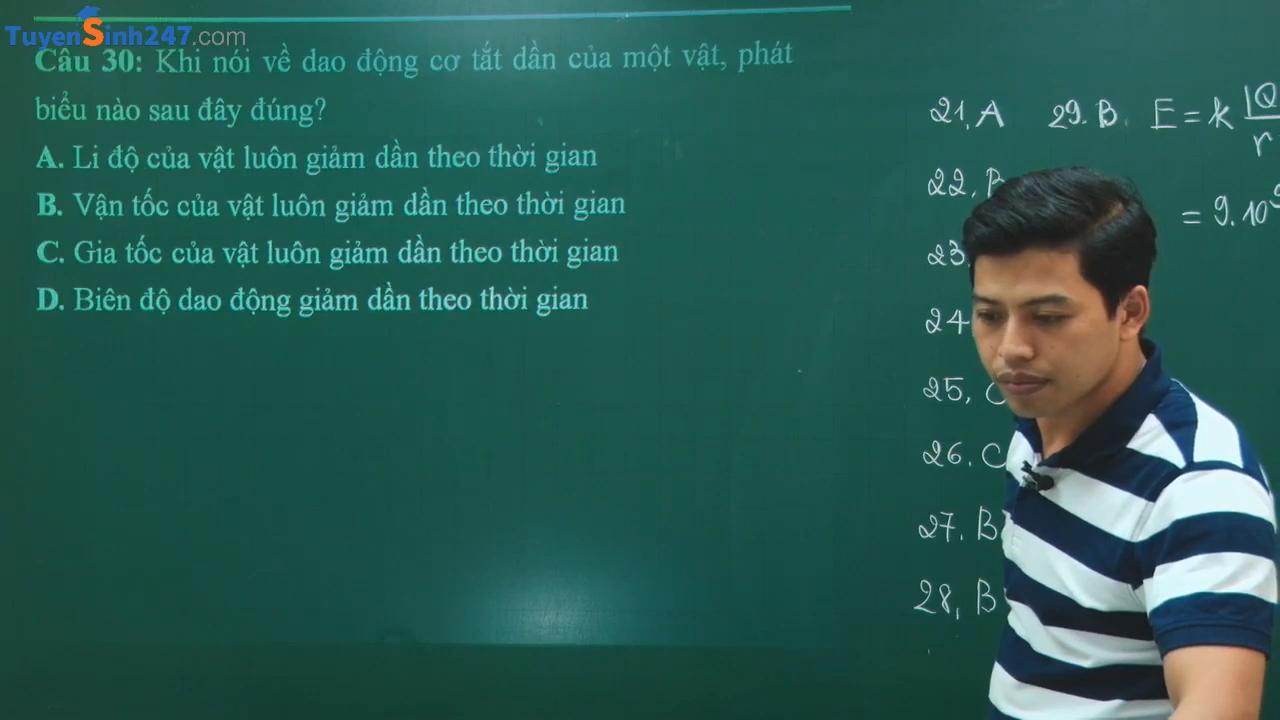 TuyenSinh247.com
Câu 30: Khi nói về dao động cơ tắt dần của một vật, phát
biểu nào sau đây đúng?
A. Li độ của vật luôn giảm dần theo thời gian
B. Vận tốc của vật luôn giảm dần theo thời gian
C. Gia tốc của vật luôn giảm dần theo thời gian
D. Biên độ dao động giảm dần theo thời gian
21, A
22, B
23,
24
25, C
26. C
27. B
28, B
29. B. E = k |Q / r
= 9.10⁹